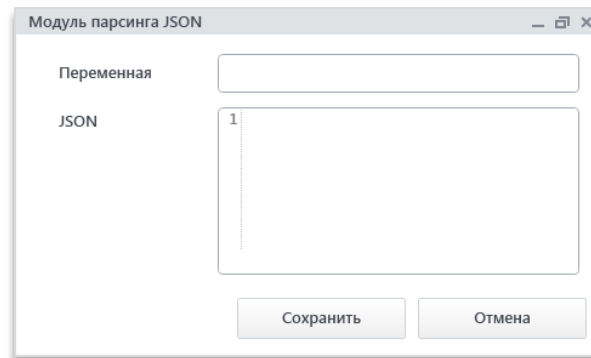 Модуль парсинга JSON
Переменная
JSON
1
Сохранить
Отмена